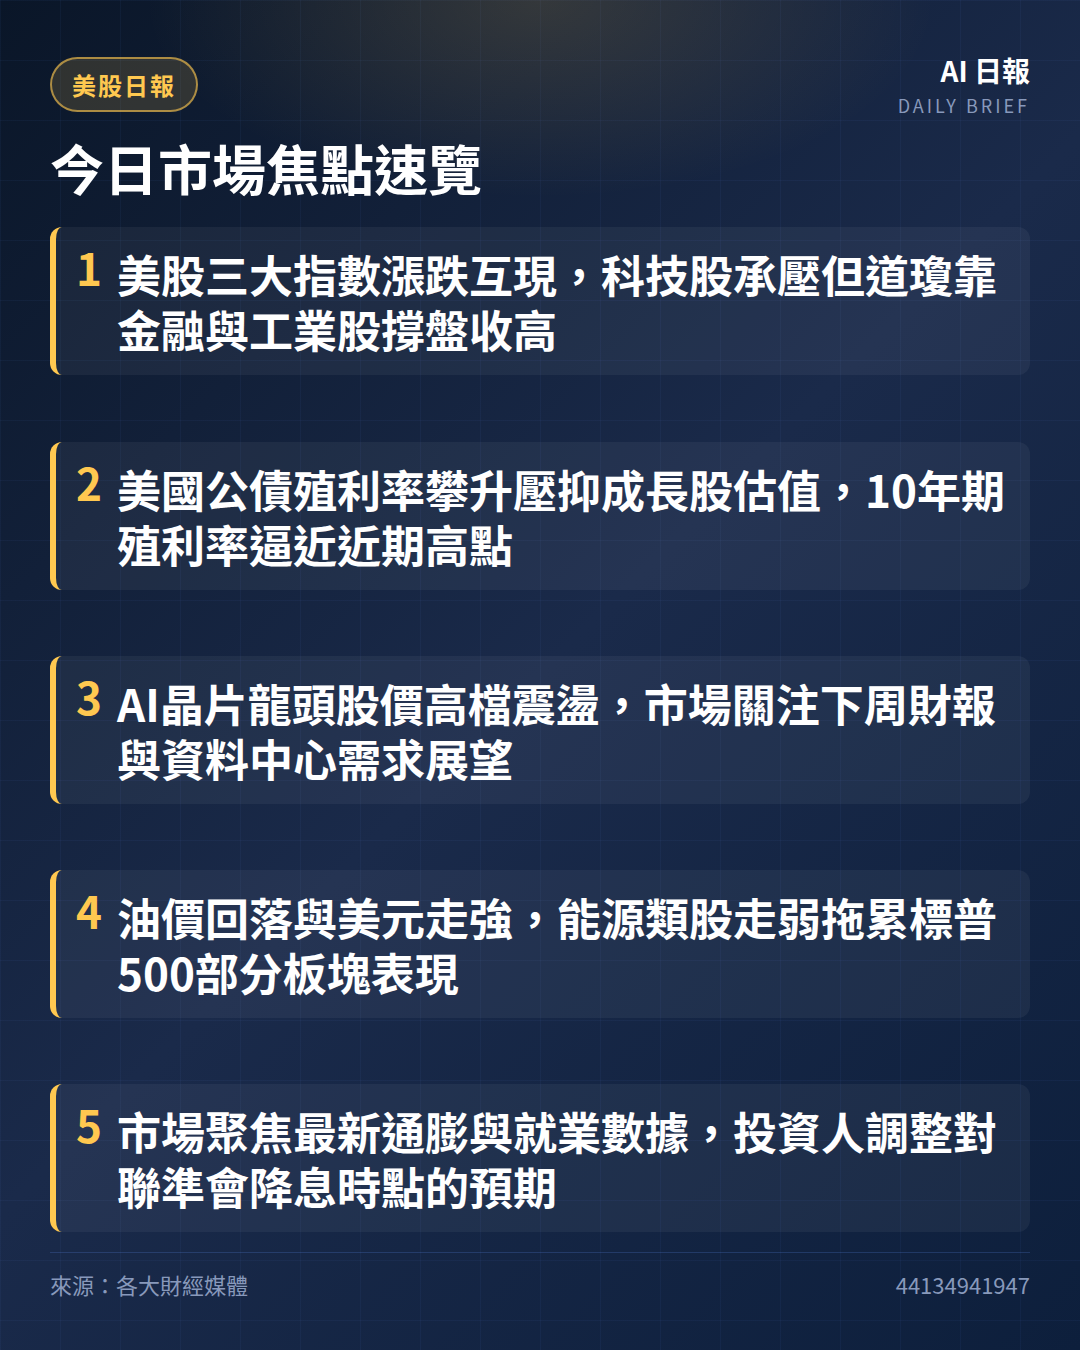 美股日報
AI 日報
DAILY BRIEF
今日市場焦點速覽
1 美股三大指數漲跌互現，科技股承壓但道瓊靠
金融與工業股撐盤收高
2 美國公債殖利率攀升壓抑成長股估值，10年期
殖利率逼近近期高點
3 AI晶片龍頭股價高檔震盪，市場關注下周財報
與資料中心需求展望
4 油價回落與美元走強，能源類股走弱拖累標普
500部分板塊表現
5 市場聚焦最新通膨與就業數據，投資人調整對
聯準會降息時點的預期
來源：各大財經媒體
44134941947